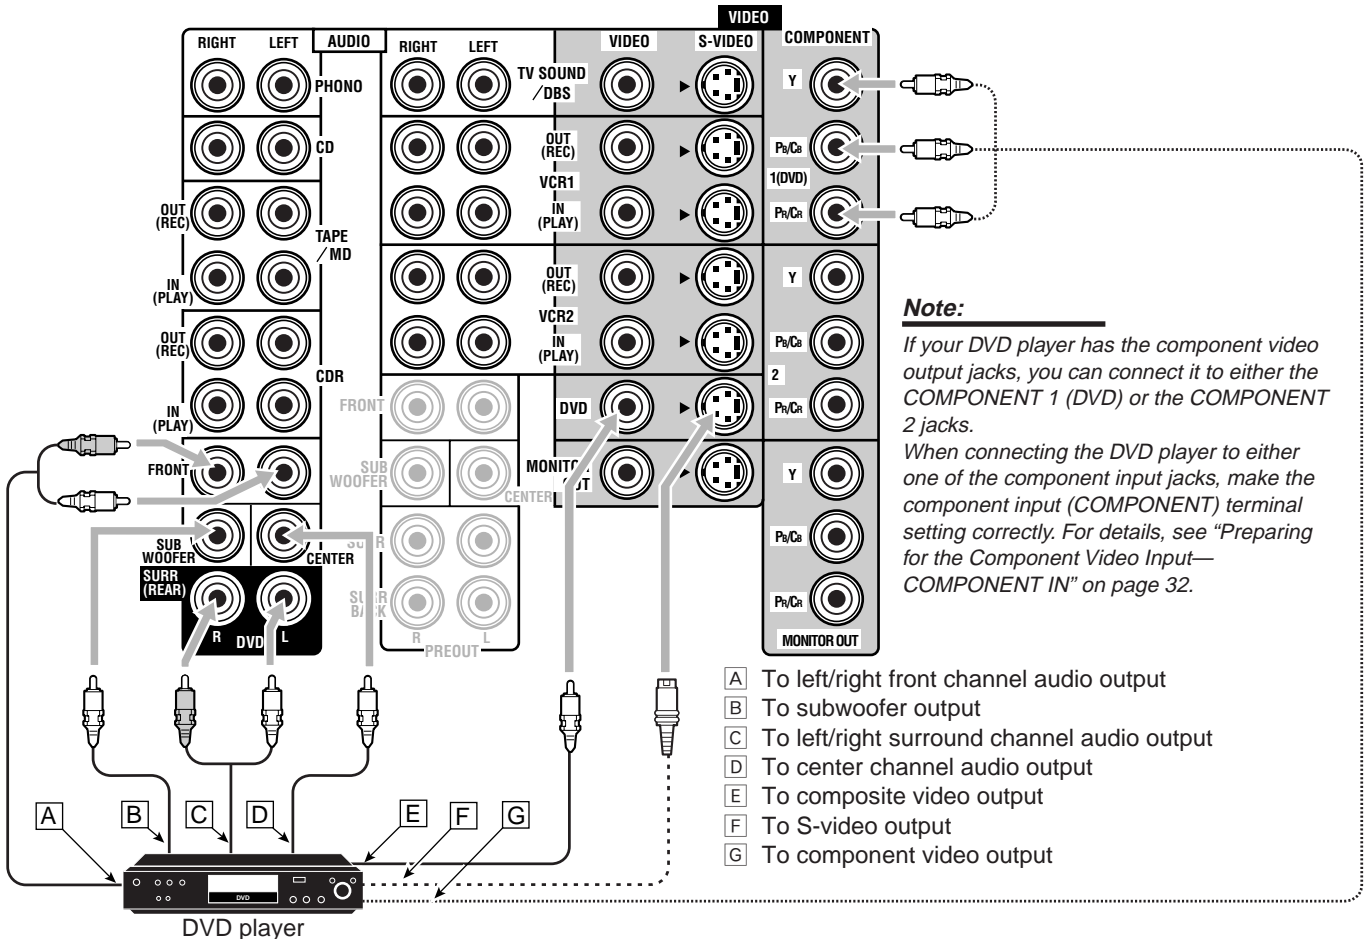 VIDEO
RIGHT LEFT AUDIO RIGHT LEFT VIDEO S-VIDEO COMPONENT
PHONO
TV SOUND
/DBS
Y
CD
OUT
(REC)
PB/CB
VCR1
1(DVD)
OUT
(REC)
IN
(PLAY)
PR/CR
TAPE
/MD
IN
(PLAY)
OUT
(REC)
Y
VCR2
OUT
(REC)
IN
(PLAY)
PB/CB
CDR
2
IN
(PLAY)
FRONT
DVD
PR/CR
FRONT
SUB
WOOFER
CENTER
MONITOR
OUT
Y
SUB
WOOFER
CENTER
SURR
PB/CB
SURR
(REAR)
SURR
BACK
PR/CR
R DVD L
R L
PREOUT
MONITOR OUT
Note:
If your DVD player has the component video
output jacks, you can connect it to either the
COMPONENT 1 (DVD) or the COMPONENT
2 jacks.
When connecting the DVD player to either
one of the component input jacks, make the
component input (COMPONENT) terminal
setting correctly. For details, see “Preparing
for the Component Video Input—
COMPONENT IN” on page 32.
A To left/right front channel audio output
B To subwoofer output
C To left/right surround channel audio output
D To center channel audio output
E To composite video output
F To S-video output
G To component video output
A B C D E F G
DVD
DVD player